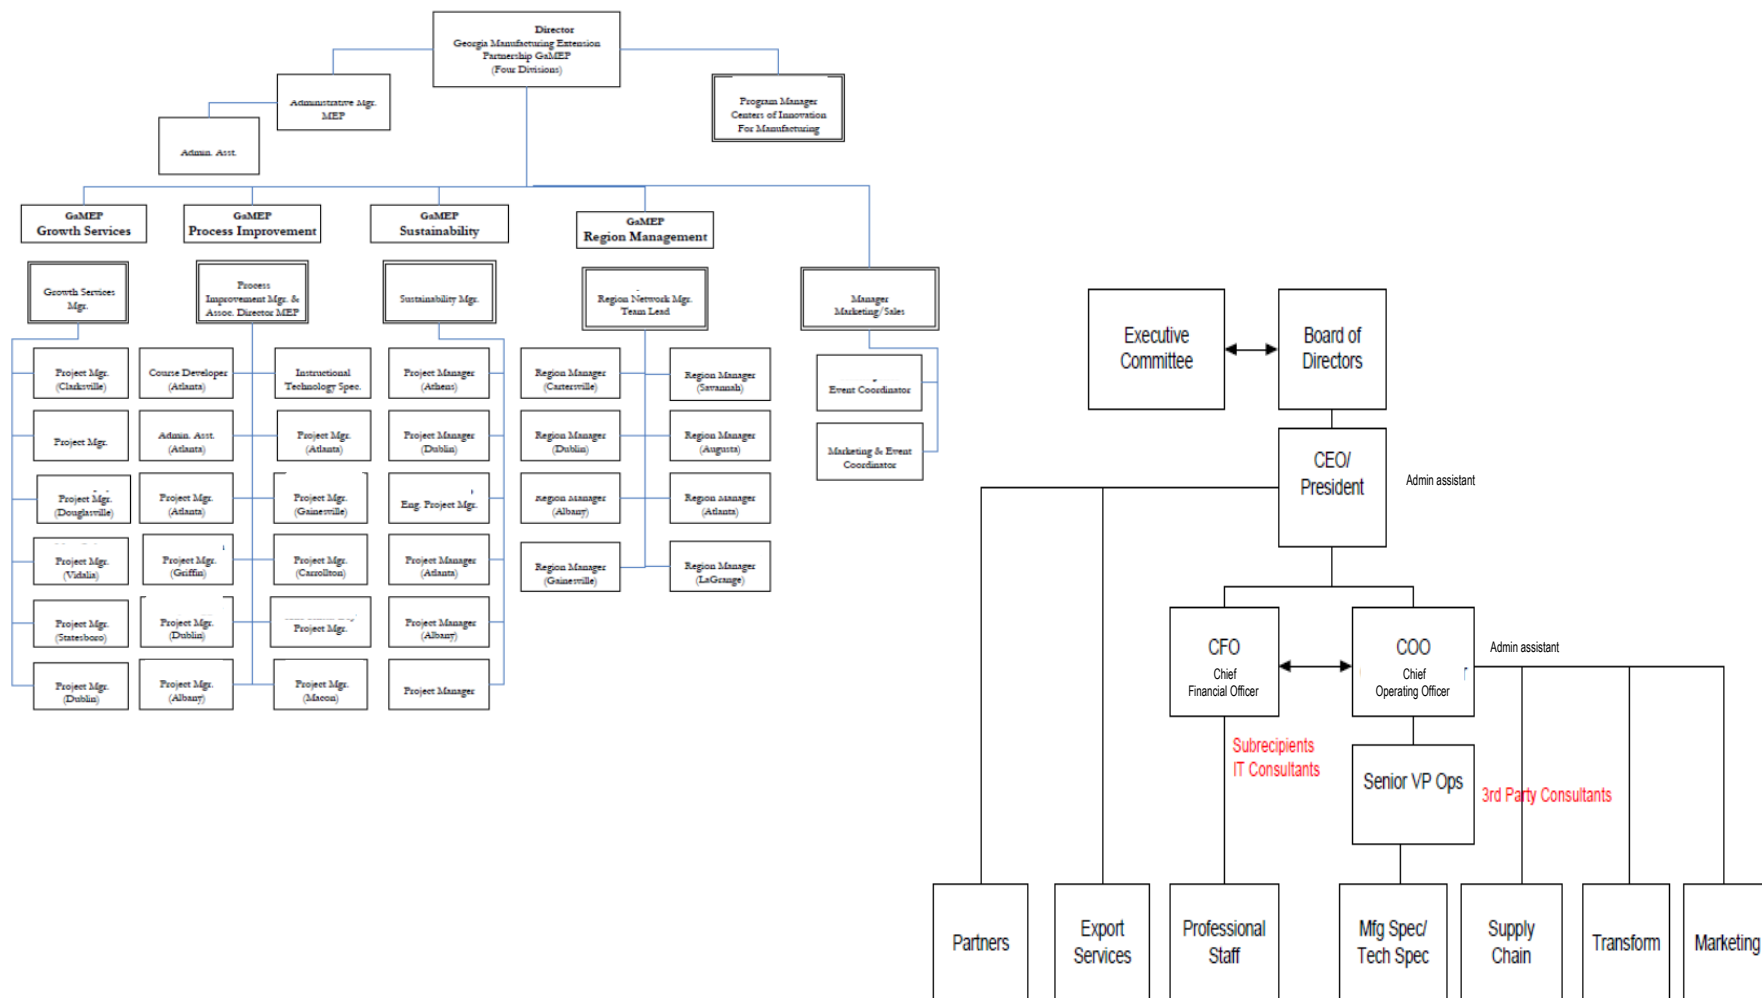 Director
Georgia Manufacturing Extension
Partnership GaMEP
(Four Divisions)
Administrative Mgr.
MEP
Admin. Asst.
Program Manager
Centers of Innovation
For Manufacturing
GaMEP
Growth Services
GaMEP
Process Improvement
GaMEP
Sustainability
GaMEP
Region Management
Growth Services
Mgr.
Process
Improvement Mgr. &
Assoc. Director MEP
Sustainability Mgr.
Region Network Mgr.
Team Lead
Manager
Marketing/Sales
Project Mgr.
(Clarksville)
Project Mgr.
Project Mgr.
(Douglasville)
Project Mgr.
(Vidalia)
Project Mgr.
(Statesboro)
Project Mgr.
(Dublin)
Course Developer
(Atlanta)
Admin. Asst.
(Atlanta)
Project Mgr.
(Atlanta)
Project Mgr.
(Griffin)
Project Mgr.
(Dublin)
Project Mgr.
(Albany)
Instructional
Technology Spec.
Project Mgr.
(Atlanta)
Project Mgr.
(Gainesville)
Project Mgr.
(Carrollton)
Project Mgr.
Project Mgr.
(Macon)
Project Manager
(Athens)
Project Manager
(Dublin)
Eng. Project Mgr.
Project Manager
(Atlanta)
Project Manager
(Albany)
Project Manager
Region Manager
(Cartersville)
Region Manager
(Dublin)
Region Manager
(Albany)
Region Manager
(Gainesville)
Region Manager
(Savannah)
Region Manager
(Augusta)
Region Manager
(Atlanta)
Region Manager
(LaGrange)
Event Coordinator
Marketing & Event
Coordinator
Executive
Committee
Board of
Directors
CEO/
President
Admin assistant
CFO
Chief
Financial Officer
COO
Chief
Operating Officer
Admin assistant
Subrecipients
IT Consultants
Senior VP Ops
3rd Party Consultants
Partners
Export
Services
Professional
Staff
Mfg Spec/
Tech Spec
Supply
Chain
Transform
Marketing